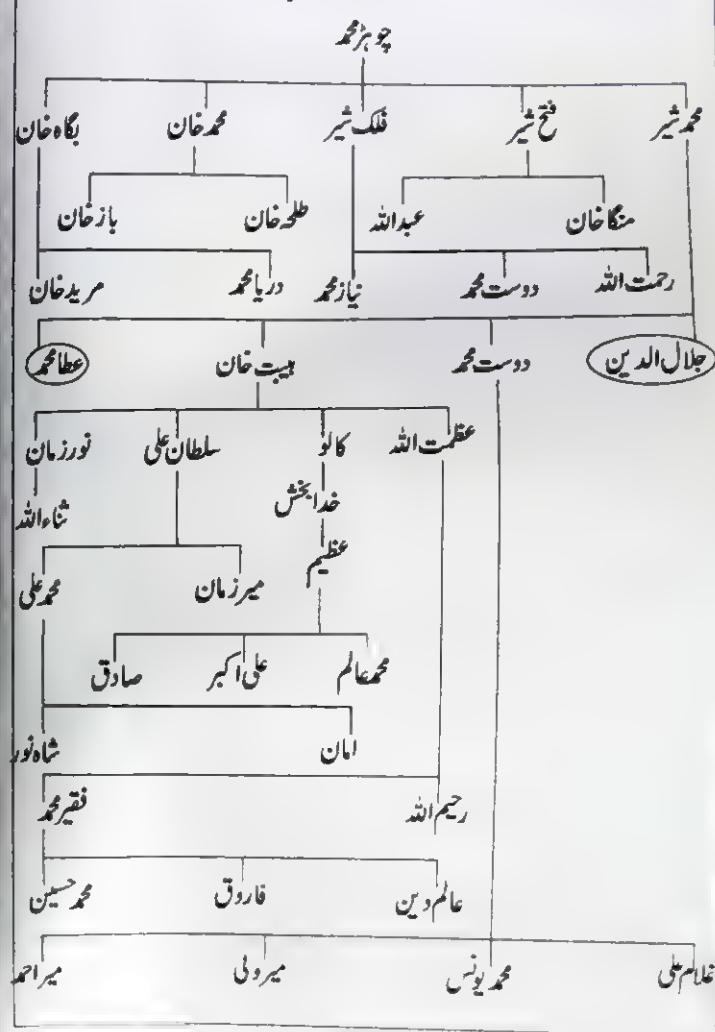 چوہڑ محمد
محمد شیر فتح شیر فلک شیر محمد خان بگاہ خان
منگا خان عبداللہ طلحہ خان باز خان
رحمت اللہ دوست محمد نیاز محمد دریا محمد مرید خان
جلال الدین دوست محمد ہیبت خان عطا محمد
عظمت اللہ کالو سلطان علی نور زمان
خدا بخش ثناء اللہ
عظیم میر زمان محمد علی
محمد عالم علی اکبر صادق
امان شاہ نور
رحیم اللہ فقیر محمد
عالم دین فاروق محمد حسین
غلام علی محمد یونس میر ولی میر احمد